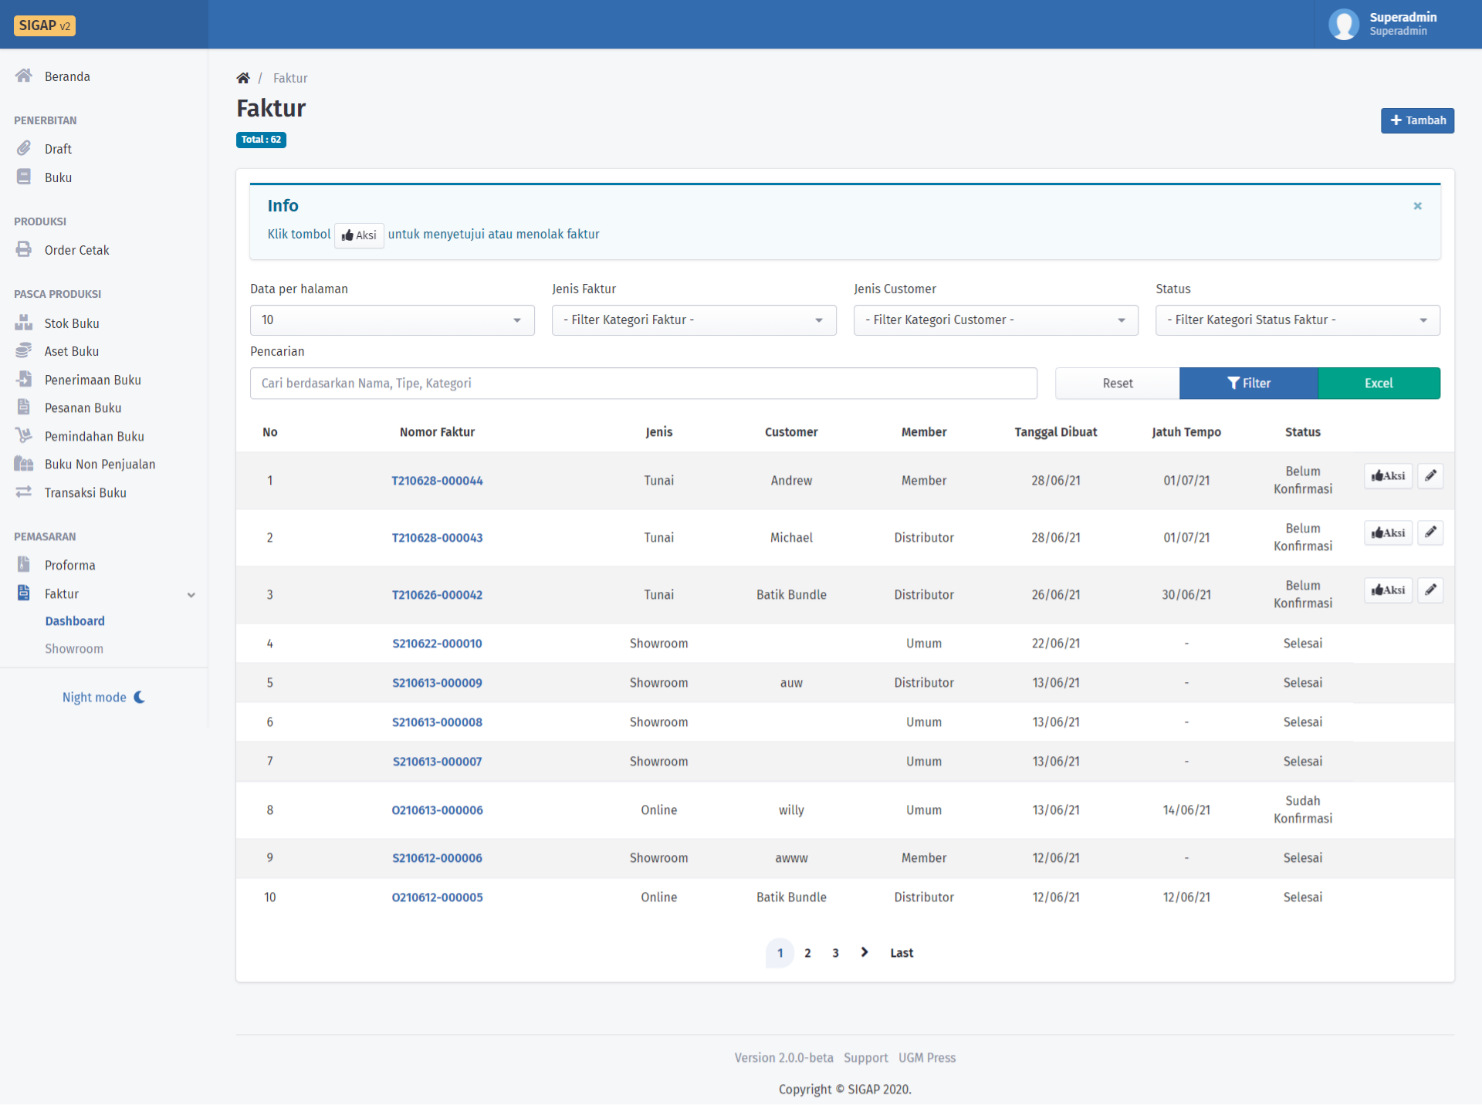 SIGAP v2
Superadmin
Superadmin
Beranda
PENERBITAN
Draft
Buku
PRODUKSI
Order Cetak
PASCA PRODUKSI
Stok Buku
Aset Buku
Penerimaan Buku
Pesanan Buku
Pemindahan Buku
Buku Non Penjualan
Transaksi Buku
PEMASARAN
Proforma
Faktur
Dashboard
Showroom
Night mode
/ Faktur
Faktur
Total : 62
+ Tambah
Info
×
Klik tombol Aksi untuk menyetujui atau menolak faktur
Data per halaman Jenis Faktur Jenis Customer Status
10 - Filter Kategori Faktur - - Filter Kategori Customer - - Filter Kategori Status Faktur -
Pencarian
Cari berdasarkan Nama, Tipe, Kategori Reset Filter Excel
No Nomor Faktur Jenis Customer Member Tanggal Dibuat Jatuh Tempo Status
1 T210628-000044 Tunai Andrew Member 28/06/21 01/07/21 Belum Konfirmasi Aksi
2 T210628-000043 Tunai Michael Distributor 28/06/21 01/07/21 Belum Konfirmasi Aksi
3 T210626-000042 Tunai Batik Bundle Distributor 26/06/21 30/06/21 Belum Konfirmasi Aksi
4 S210622-000010 Showroom Umum 22/06/21 - Selesai
5 S210613-000009 Showroom auw Distributor 13/06/21 - Selesai
6 S210613-000008 Showroom Umum 13/06/21 - Selesai
7 S210613-000007 Showroom Umum 13/06/21 - Selesai
8 O210613-000006 Online willy Umum 13/06/21 14/06/21 Sudah Konfirmasi
9 S210612-000006 Showroom awww Member 12/06/21 - Selesai
10 O210612-000005 Online Batik Bundle Distributor 12/06/21 12/06/21 Selesai
1 2 3 > Last
Version 2.0.0-beta Support UGM Press
Copyright © SIGAP 2020.